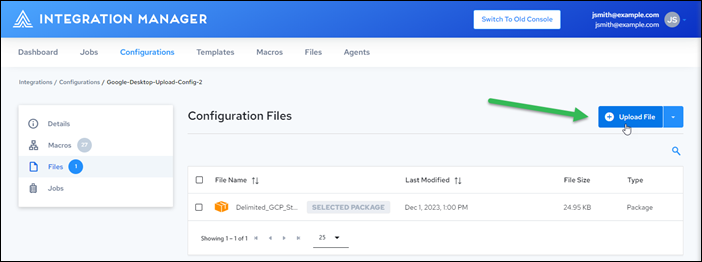 INTEGRATION MANAGER
Switch To Old Console
jsmith@example.com
jsmith@example.com
JS
Dashboard Jobs Configurations Templates Macros Files Agents
Integrations / Configurations / Google-Desktop-Upload-Config-2
Details
Macros 27
Files 1
Jobs
Configuration Files
Upload File
File Name Last Modified File Size Type
Delimited_GCP_St... SELECTED PACKAGE Dec 1, 2023, 1:00 PM 24.95 KB Package
Showing 1 – 1 of 1 25